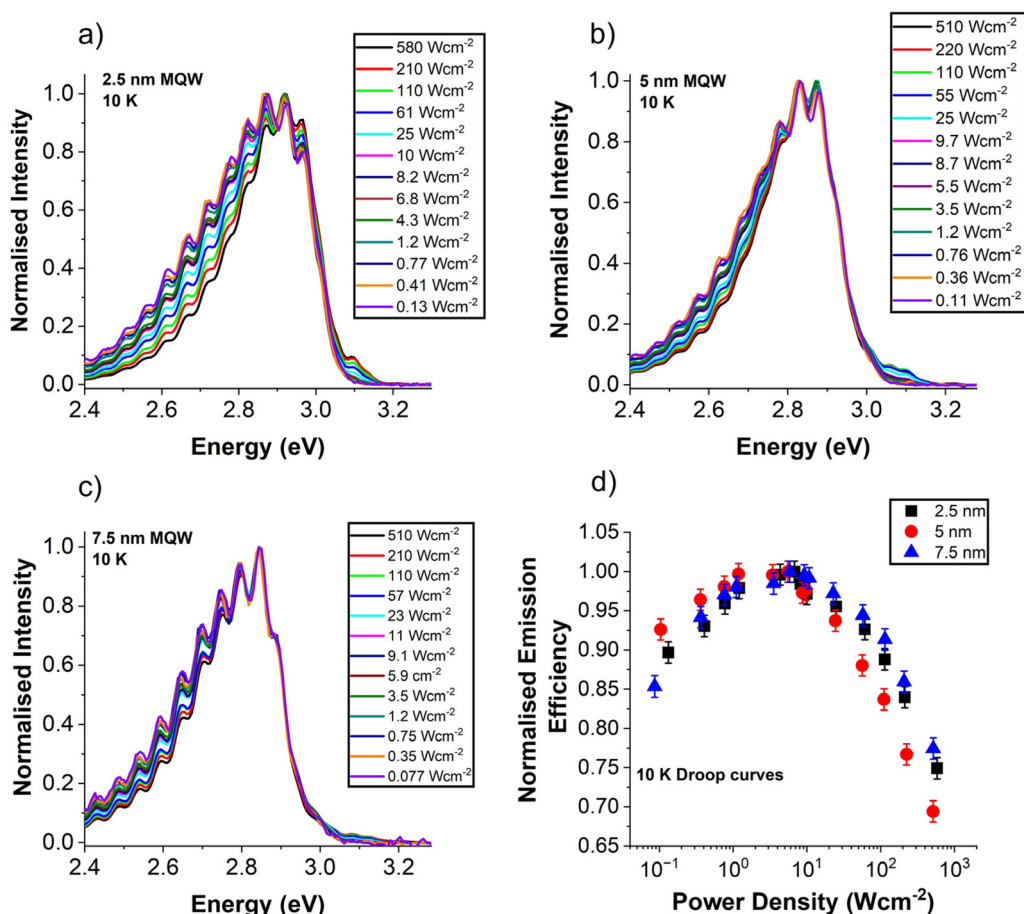 a)
2.5 nm MQW
10 K
580 Wcm⁻²
210 Wcm⁻²
110 Wcm⁻²
61 Wcm⁻²
25 Wcm⁻²
10 Wcm⁻²
8.2 Wcm⁻²
6.8 Wcm⁻²
4.3 Wcm⁻²
1.2 Wcm⁻²
0.77 Wcm⁻²
0.41 Wcm⁻²
0.13 Wcm⁻²
Normalised Intensity
1.0
0.8
0.6
0.4
0.2
0.0
2.4 2.6 2.8 3.0 3.2
Energy (eV)
b)
5 nm MQW
10 K
510 Wcm⁻²
220 Wcm⁻²
110 Wcm⁻²
55 Wcm⁻²
25 Wcm⁻²
9.7 Wcm⁻²
8.7 Wcm⁻²
5.5 Wcm⁻²
3.5 Wcm⁻²
1.2 Wcm⁻²
0.76 Wcm⁻²
0.36 Wcm⁻²
0.11 Wcm⁻²
Normalised Intensity
1.0
0.8
0.6
0.4
0.2
0.0
2.4 2.6 2.8 3.0 3.2
Energy (eV)
c)
7.5 nm MQW
10 K
510 Wcm⁻²
210 Wcm⁻²
110 Wcm⁻²
57 Wcm⁻²
23 Wcm⁻²
11 Wcm⁻²
9.1 Wcm⁻²
5.9 cm⁻²
3.5 Wcm⁻²
1.2 Wcm⁻²
0.75 Wcm⁻²
0.35 Wcm⁻²
0.077 Wcm⁻²
Normalised Intensity
1.0
0.8
0.6
0.4
0.2
0.0
2.4 2.6 2.8 3.0 3.2
Energy (eV)
d)
2.5 nm
5 nm
7.5 nm
Normalised Emission
Efficiency
1.05
1.00
0.95
0.90
0.85
0.80
0.75
0.70
0.65
10 K Droop curves
10⁻¹ 10⁰ 10¹ 10² 10³
Power Density (Wcm⁻²)